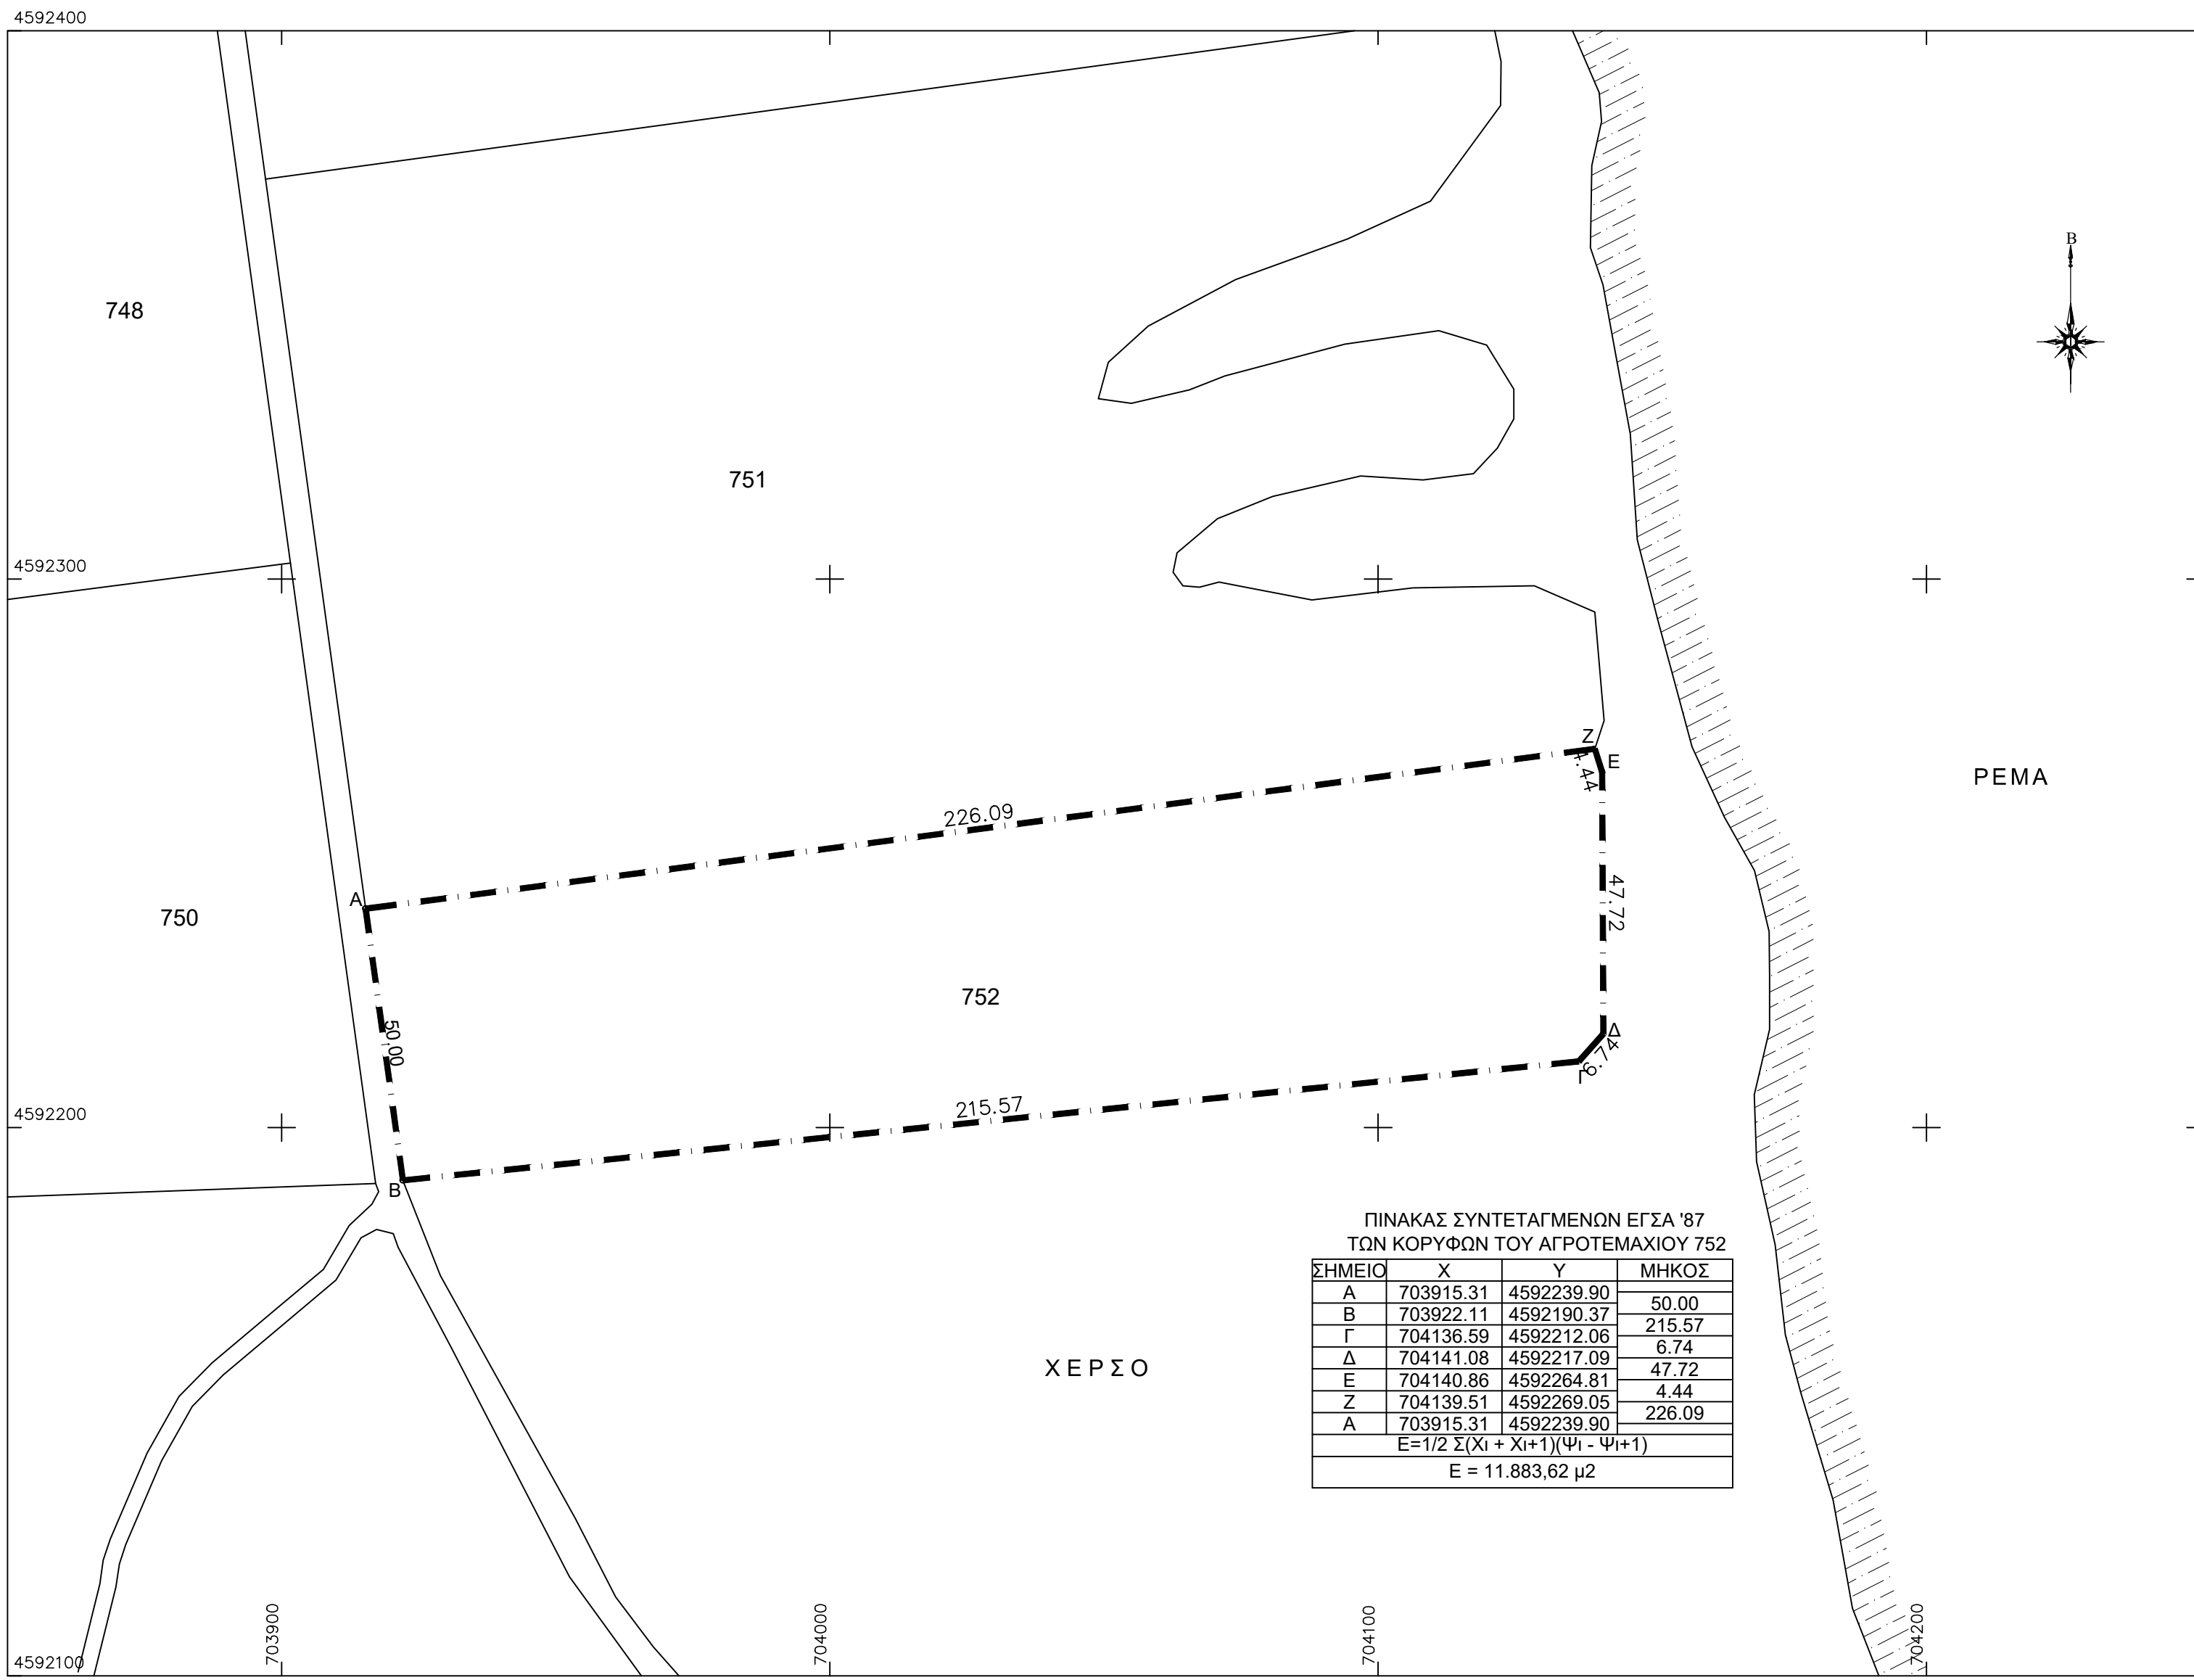 4592400
B
748
751
4592300
Z
4.44
E
ΡΕΜΑ
226.09
A
750
47.72
752
50.00
Δ
6.74
Γ
215.57
4592200
B
ΠΙΝΑΚΑΣ ΣΥΝΤΕΤΑΓΜΕΝΩΝ ΕΓΣΑ '87
ΤΩΝ ΚΟΡΥΦΩΝ ΤΟΥ ΑΓΡΟΤΕΜΑΧΙΟΥ 752
ΣΗΜΕΙΟ X Y ΜΗΚΟΣ
Α 703915.31 4592239.90
50.00
Β 703922.11 4592190.37
215.57
Γ 704136.59 4592212.06
6.74
Δ 704141.08 4592217.09
47.72
Ε 704140.86 4592264.81
4.44
Ζ 704139.51 4592269.05
226.09
Α 703915.31 4592239.90
Ε=1/2 Σ(Χι + Χι+1)(Ψι - Ψι+1)
Ε = 11.883,62 μ2
ΧΕΡΣΟ
703900
704000
704100
704200
4592100